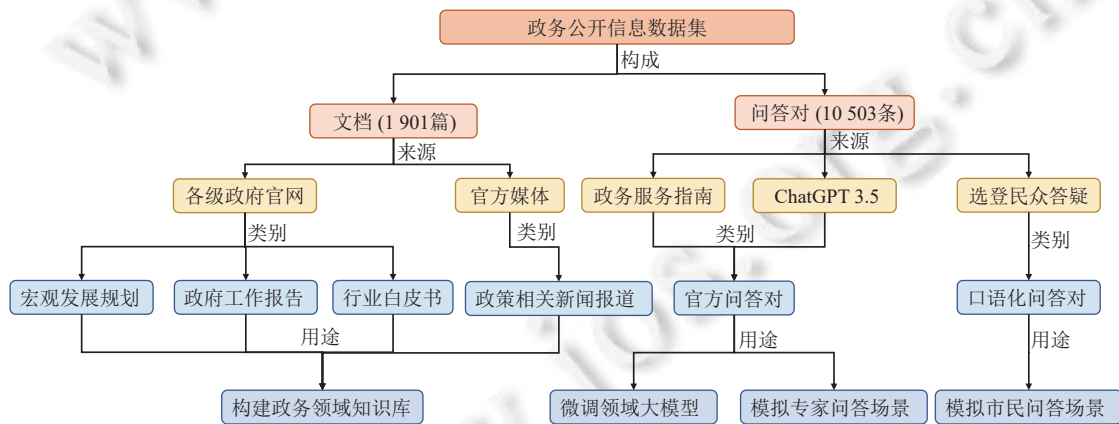 政务公开信息数据集
构成
文档 (1 901篇)
问答对 (10 503条)
来源
来源
各级政府官网
官方媒体
政务服务指南
ChatGPT 3.5
选登民众答疑
类别
类别
类别
类别
宏观发展规划
政府工作报告
行业白皮书
政策相关新闻报道
官方问答对
口语化问答对
用途
用途
用途
构建政务领域知识库
微调领域大模型
模拟专家问答场景
模拟市民问答场景